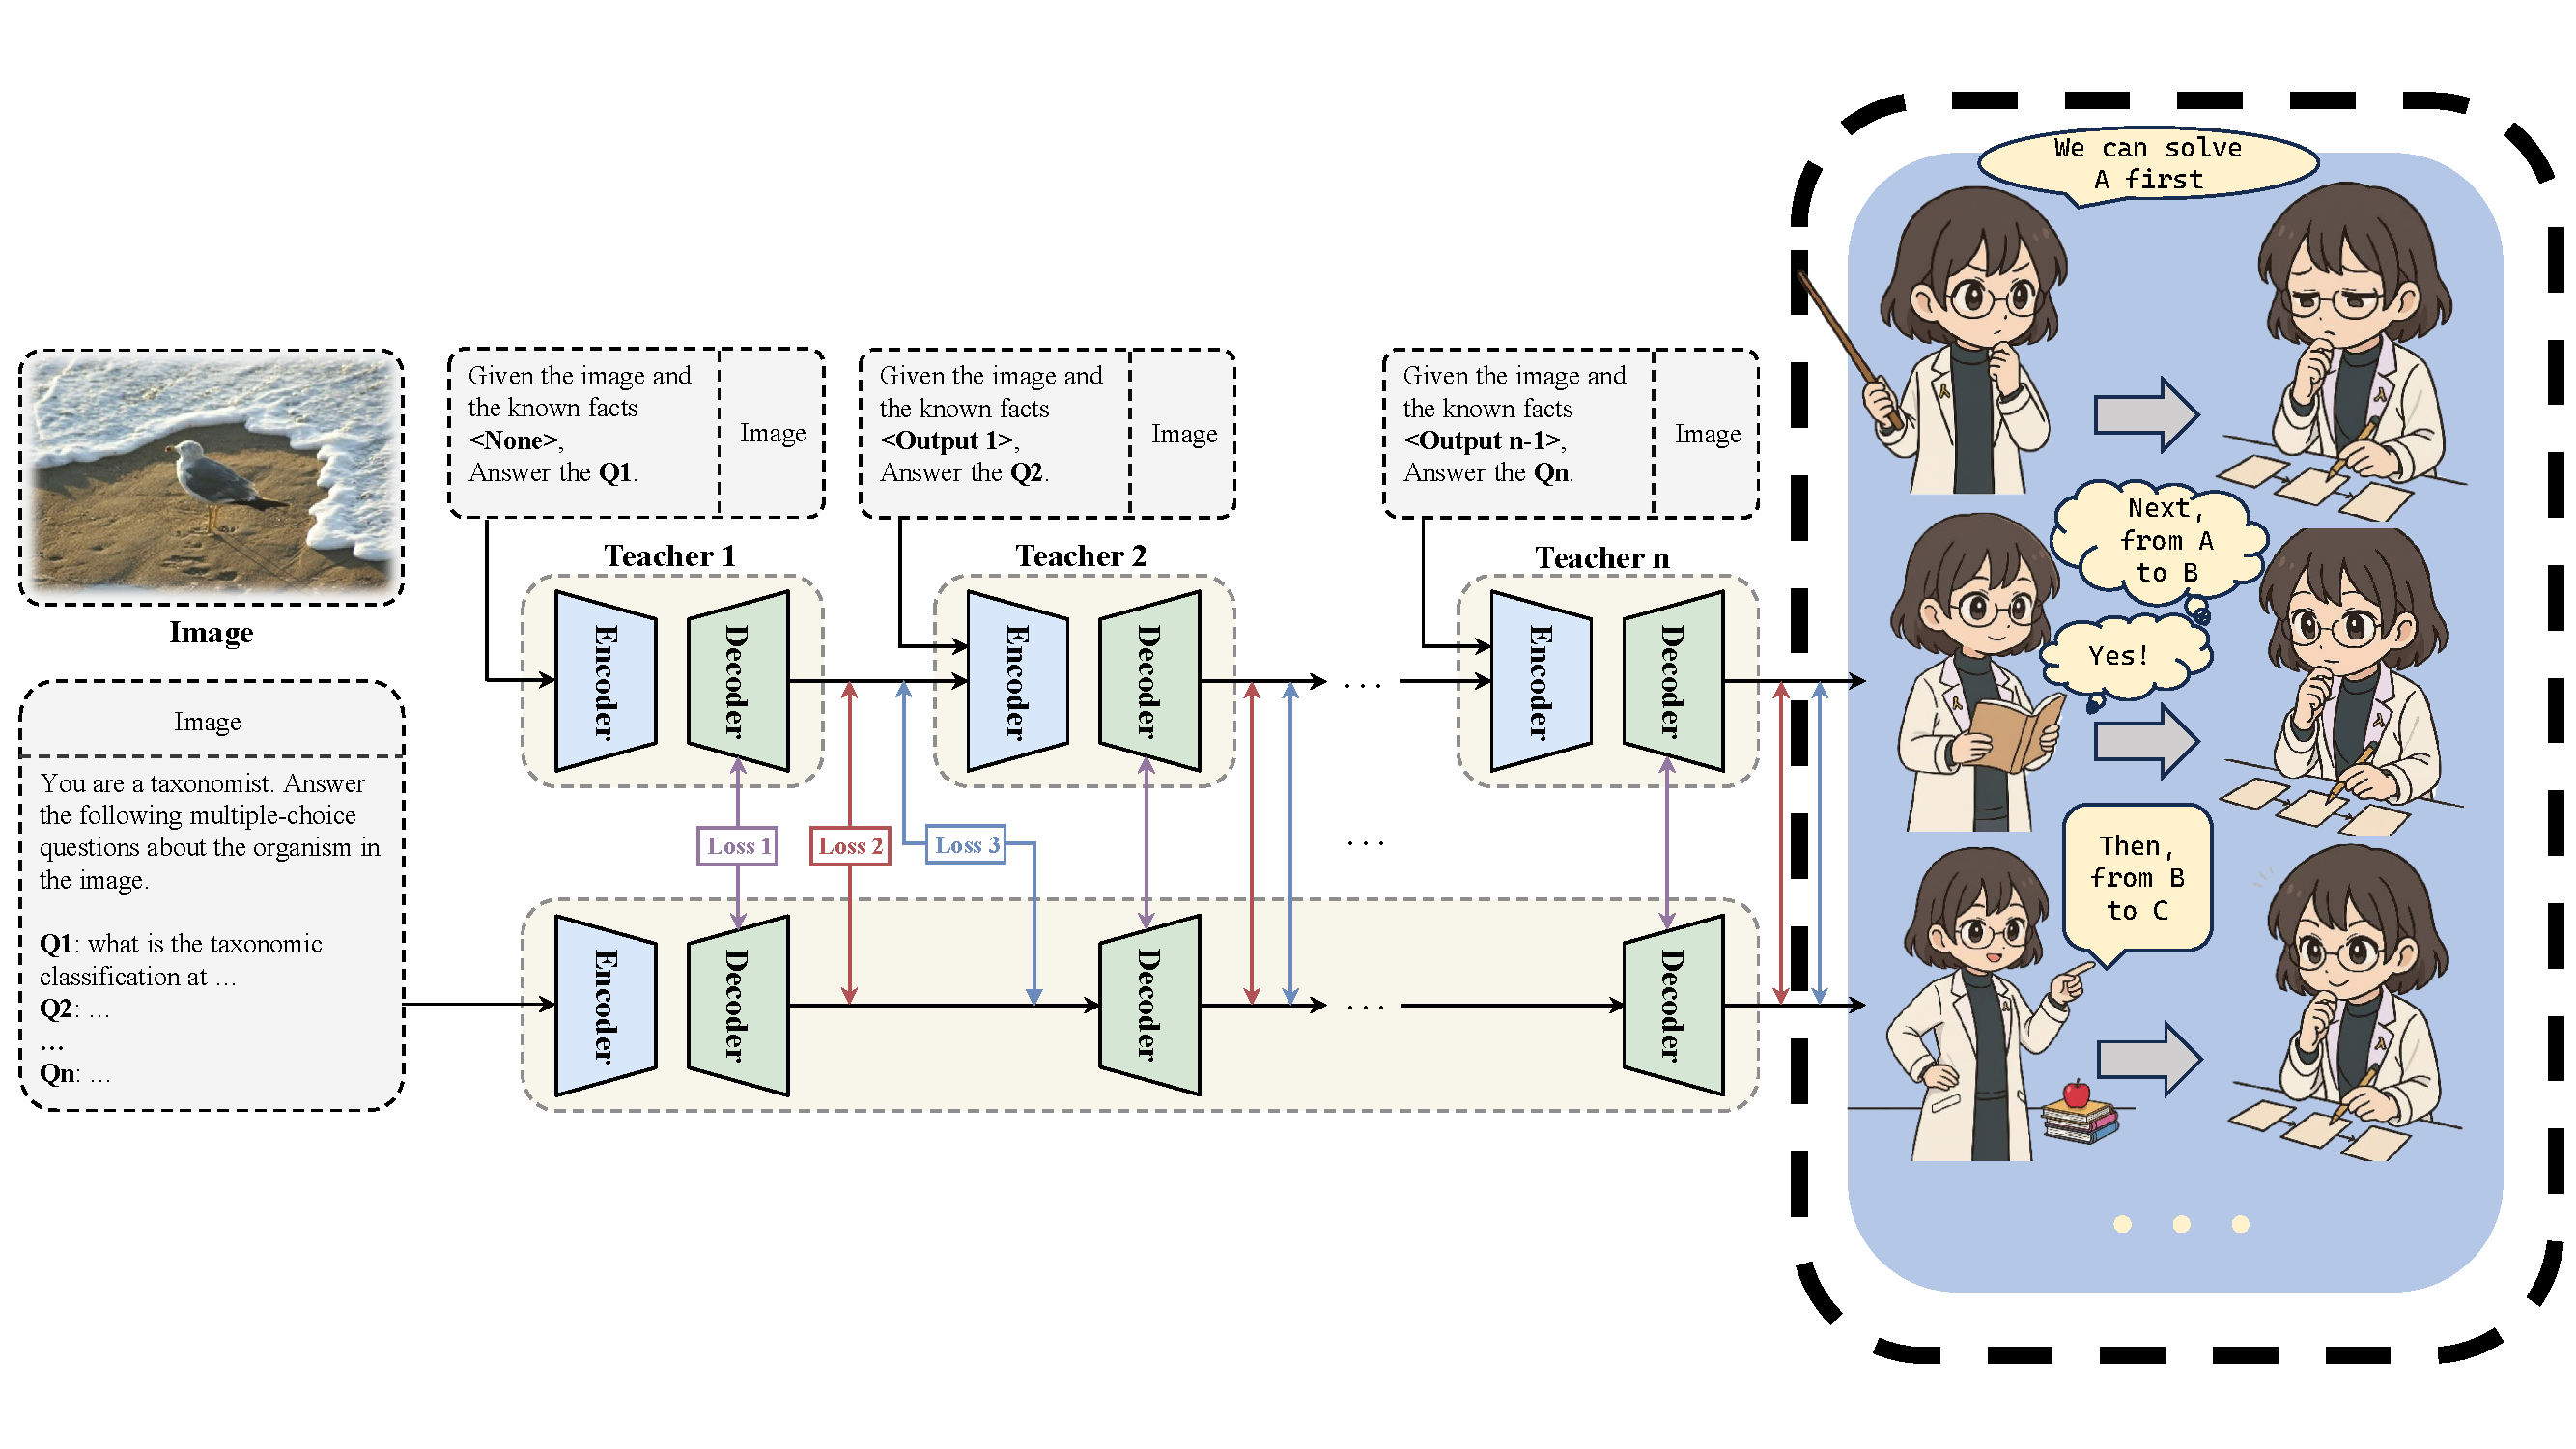 Image
Image
You are a taxonomist. Answer
the following multiple-choice
questions about the organism in
the image.
Q1: what is the taxonomic
classification at ...
Q2: ...
...
Qn: ...
Given the image and
the known facts
<None>,
Answer the Q1.
Image
Given the image and
the known facts
<Output 1>,
Answer the Q2.
Image
Given the image and
the known facts
<Output n-1>,
Answer the Qn.
Image
Teacher 1
Teacher 2
Teacher n
Encoder
Decoder
Encoder
Decoder
...
Encoder
Decoder
Loss 1
Loss 2
Loss 3
...
Encoder
Decoder
Decoder
...
Decoder
We can solve
A first
Next,
from A
to B
Yes!
Then,
from B
to C